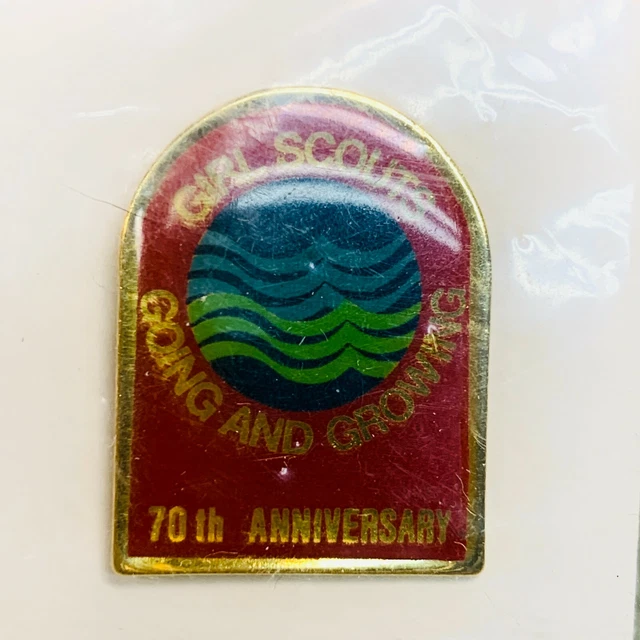 GIRL SCOUTS
GOING AND GROWING
70th ANNIVERSARY